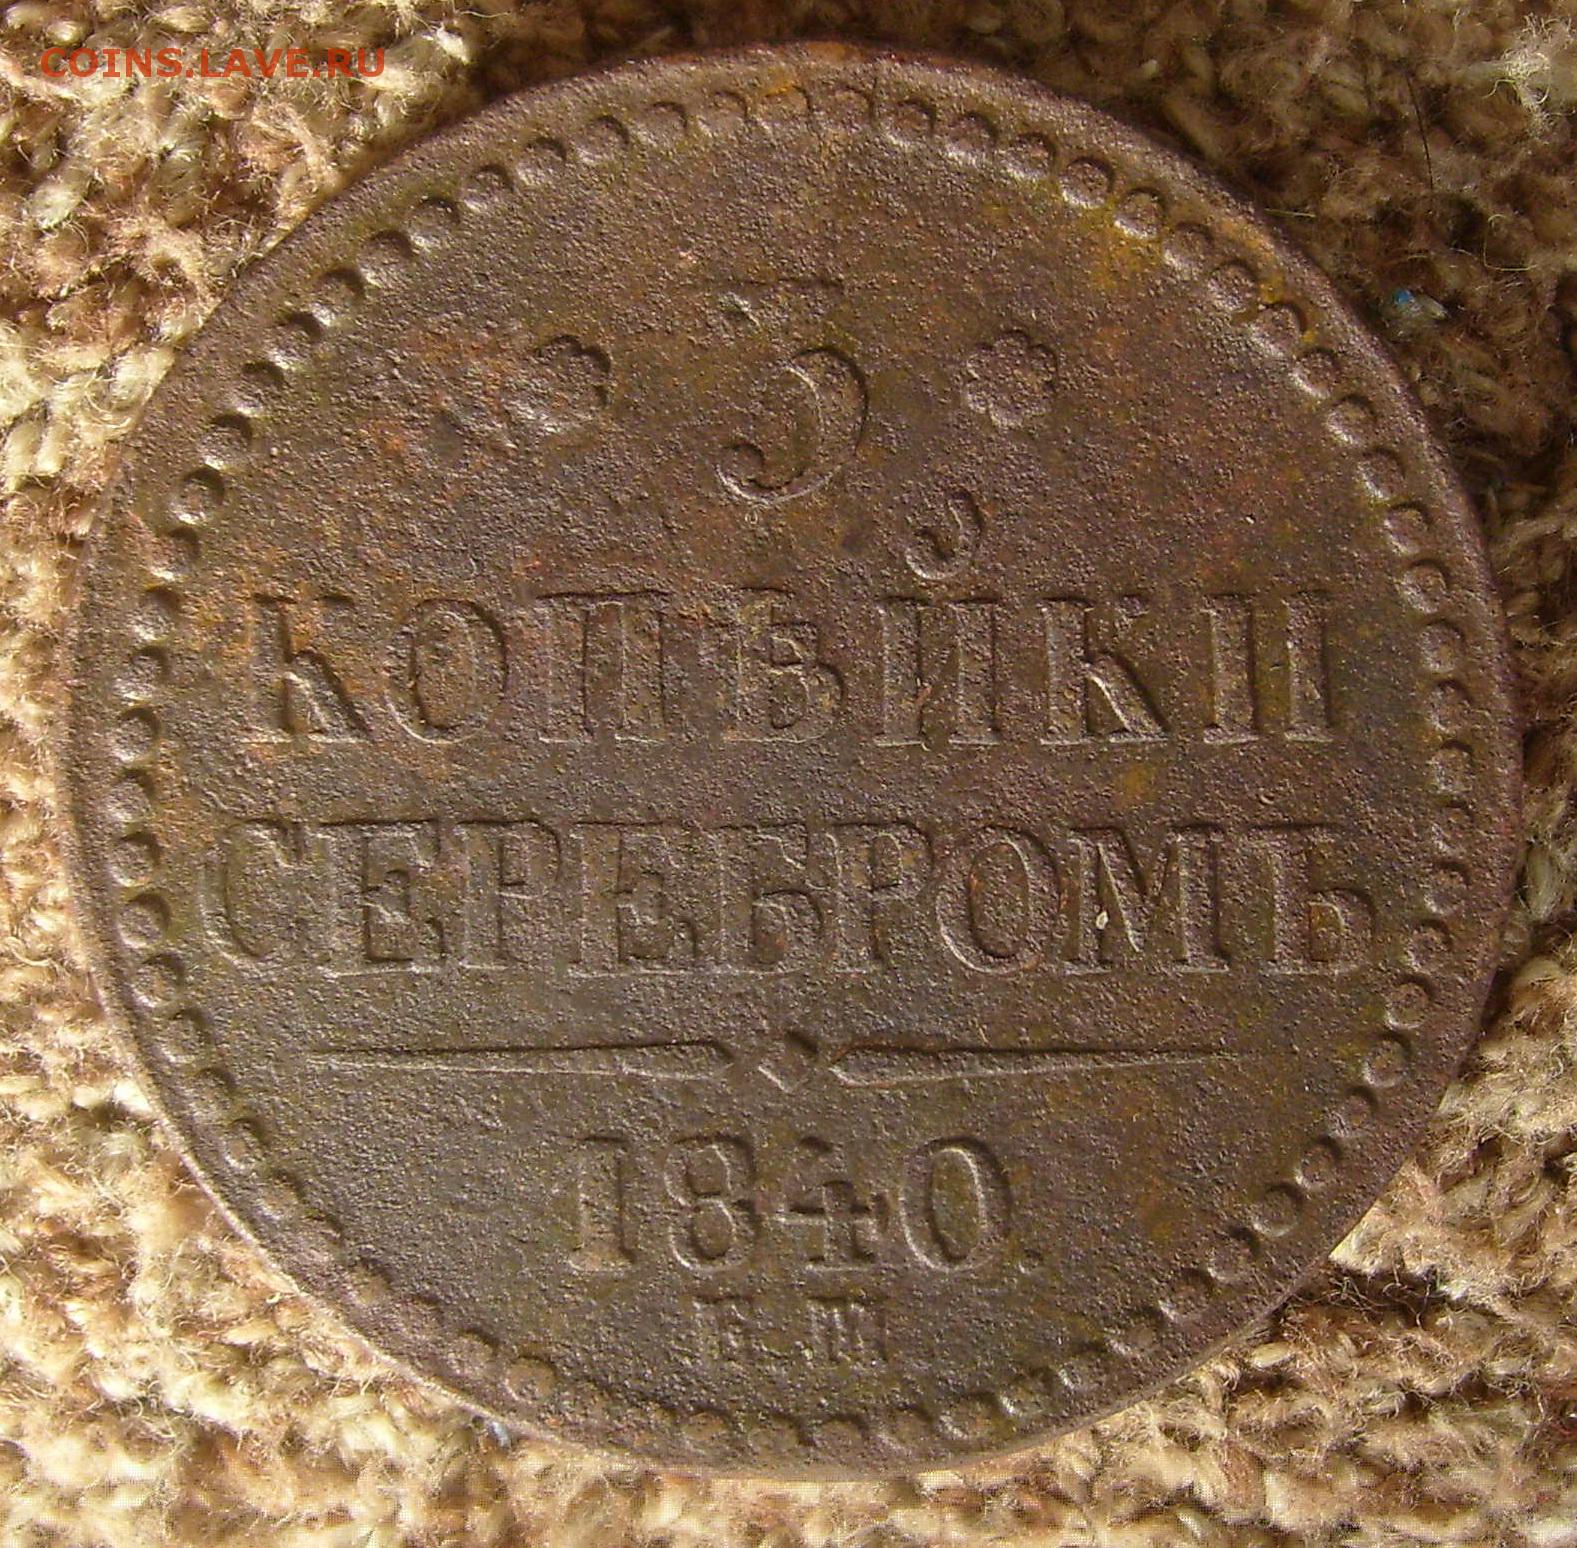 COINS.LAVE.RU
3
КОПѢЙКИ
СЕРЕБРОМЪ
1840.